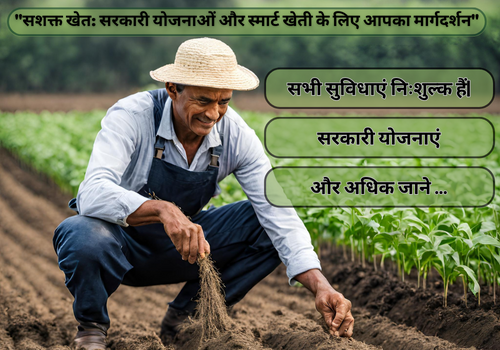 "सशक्त खेत: सरकारी योजनाओं और स्मार्ट खेती के लिए आपका मार्गदर्शन"
सभी सुविधाएं निःशुल्क हैं|
सरकारी योजनाएं
और अधिक जाने ...